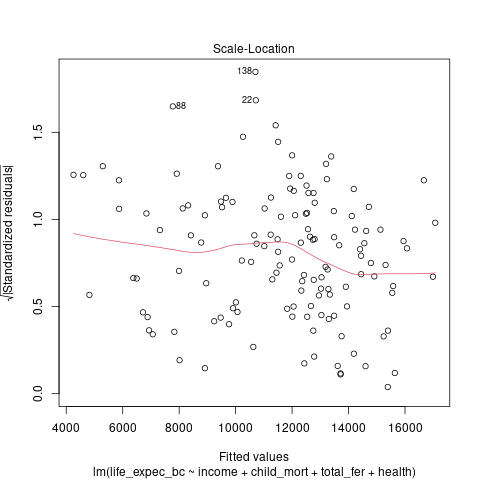 Scale-Location
138
22
88
√|Standardized residuals|
0.0
0.5
1.0
1.5
4000 6000 8000 10000 12000 14000 16000
Fitted values
lm(life_expec_bc ~ income + child_mort + total_fer + health)